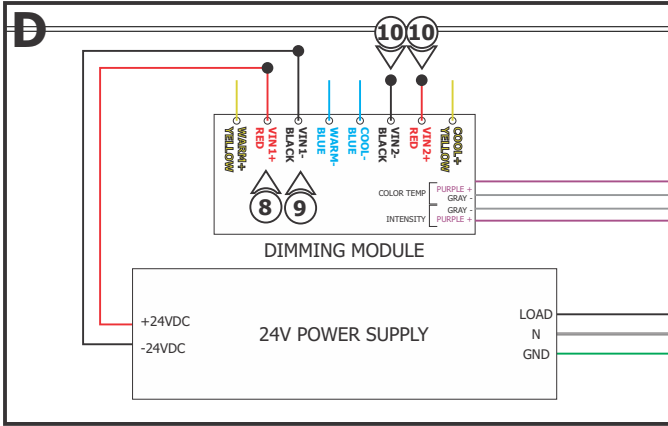 D
10 10
WARM+
YELLOW
VIN1+
RED
VIN1-
BLACK
WARM-
BLUE
COOL-
BLUE
VIN2-
BLACK
VIN2+
RED
COOL+
YELLOW
8 9
COLOR TEMP
PURPLE +
GRAY -
GRAY -
INTENSITY
PURPLE +
DIMMING MODULE
+24VDC
-24VDC
24V POWER SUPPLY
LOAD
N
GND